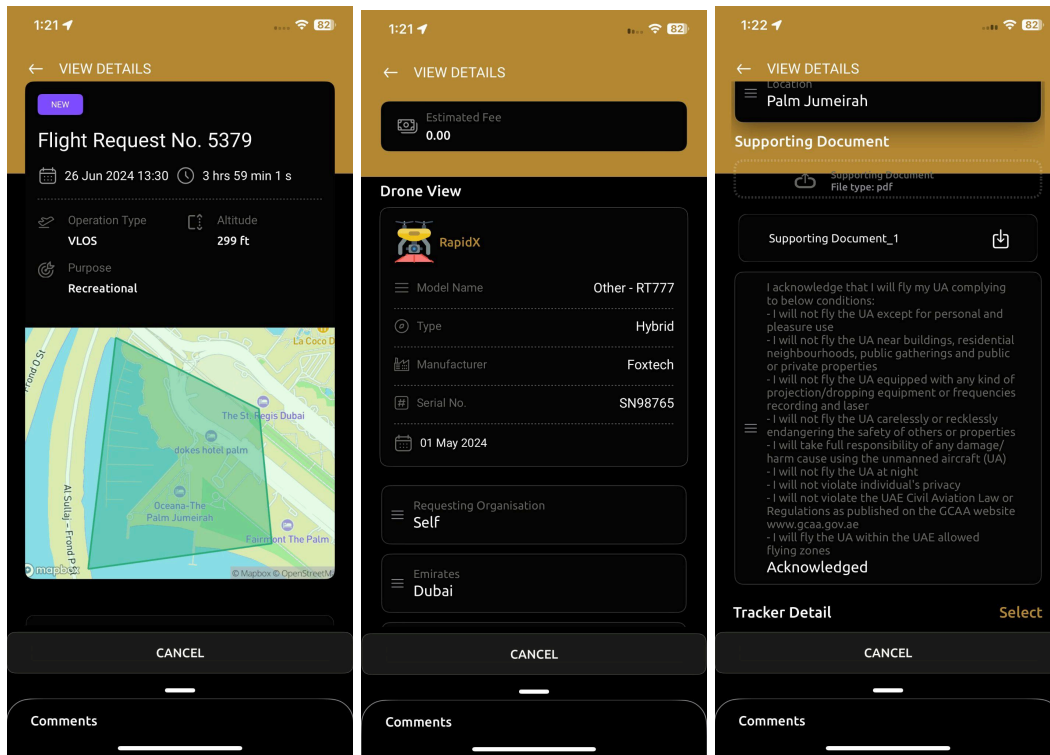 1:21
82
VIEW DETAILS
NEW
Flight Request No. 5379
26 Jun 2024 13:30
3 hrs 59 min 1 s
Operation Type
VLOS
Altitude
299 ft
Purpose
Recreational
La Coco D
Frond O St
The St. Regis Dubai
dokes hotel palm
Al Sullaj - Frond P
Oceana-The
Palm Jumeirah
Fairmont The Palm
mapbox
© Mapbox © OpenStreetM
CANCEL
Comments
1:21
82
VIEW DETAILS
Estimated Fee
0.00
Drone View
RapidX
Model Name
Other - RT777
Type
Hybrid
Manufacturer
Foxtech
Serial No.
SN98765
01 May 2024
Requesting Organisation
Self
Emirates
Dubai
CANCEL
Comments
1:22
82
VIEW DETAILS
Location
Palm Jumeirah
Supporting Document
Supporting Document
File type: pdf
Supporting Document_1
I acknowledge that I will fly my UA complying
to below conditions:
- I will not fly the UA except for personal and
pleasure use
- I will not fly the UA near buildings, residential
neighbourhoods, public gatherings and public
or private properties
- I will not fly the UA equipped with any kind of
projection/dropping equipment or frequencies
recording and laser
- I will not fly the UA carelessly or recklessly
endangering the safety of others or properties
- I will take full responsibility of any damage/
harm cause using the unmanned aircraft (UA)
- I will not fly the UA at night
- I will not violate individual's privacy
- I will not violate the UAE Civil Aviation Law or
Regulations as published on the GCAA website
www.gcaa.gov.ae
- I will fly the UA within the UAE allowed
flying zones
Acknowledged
Tracker Detail
Select
CANCEL
Comments